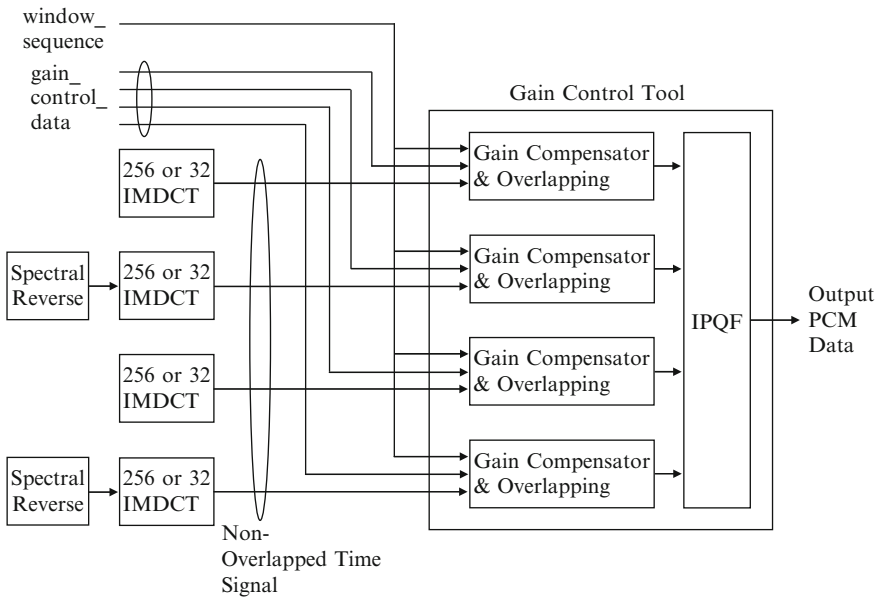 window_
sequence
gain_
control_
data
Gain Control Tool
256 or 32
IMDCT
Gain Compensator
& Overlapping
Spectral
Reverse
256 or 32
IMDCT
Gain Compensator
& Overlapping
IPQF
Output
PCM
Data
256 or 32
IMDCT
Gain Compensator
& Overlapping
Spectral
Reverse
256 or 32
IMDCT
Gain Compensator
& Overlapping
Non-
Overlapped Time
Signal